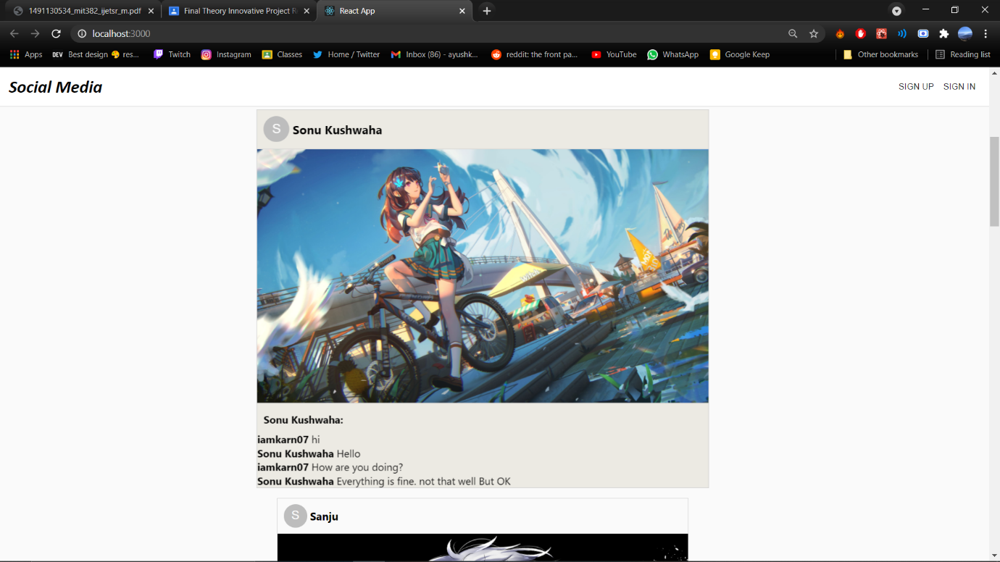 1491130534_mit382_ijetsr_m.pdf
Final Theory Innovative Project R
React App
localhost:3000
Apps
DEV Best design 🎨 res...
Twitch
Instagram
Classes
Home / Twitter
Inbox (86) - ayushk...
reddit: the front pa...
YouTube
WhatsApp
Google Keep
Other bookmarks
Reading list
Social Media
SIGN UP
SIGN IN
S Sonu Kushwaha
Sonu Kushwaha:
iamkarn07 hi
Sonu Kushwaha Hello
iamkarn07 How are you doing?
Sonu Kushwaha Everything is fine. not that well But OK
S Sanju